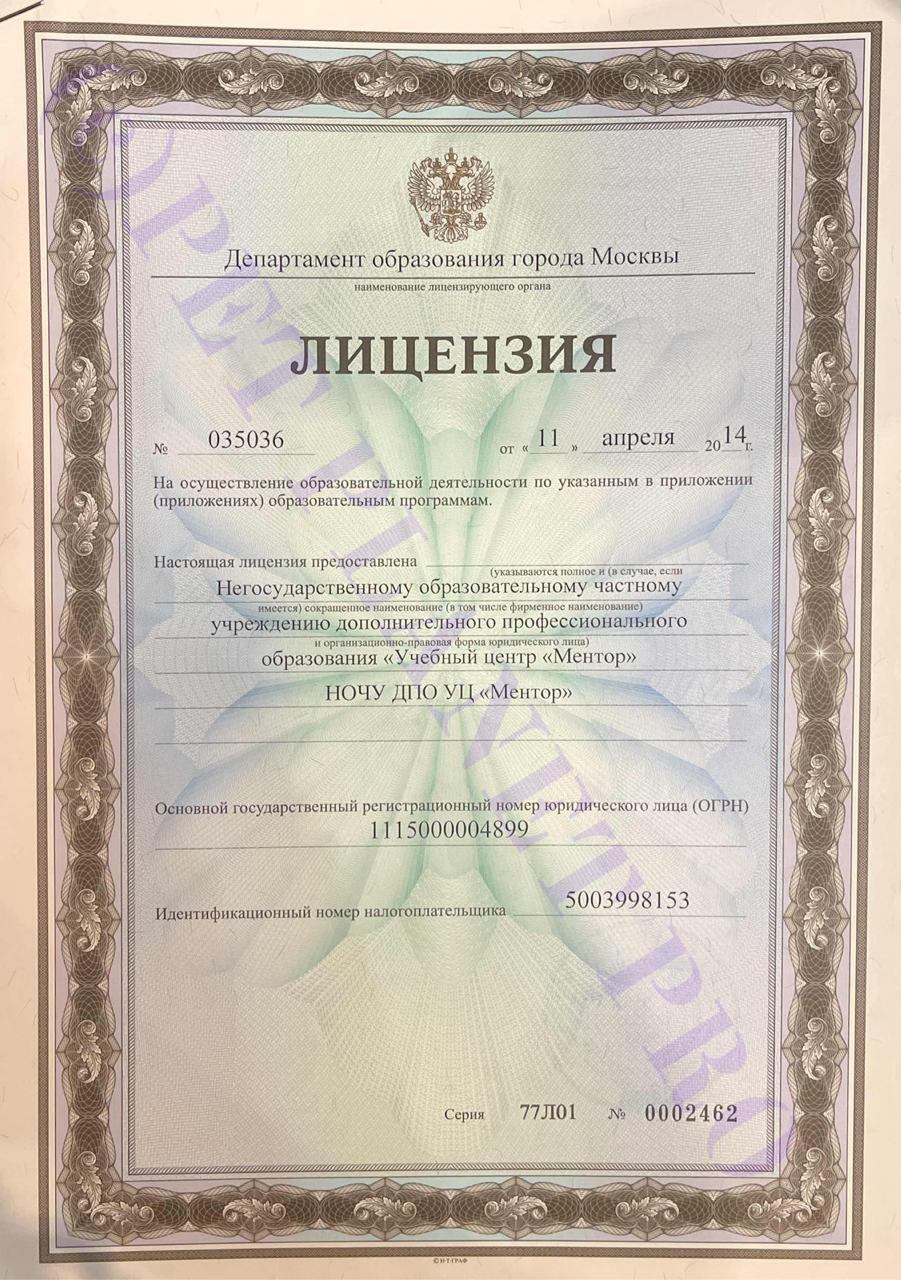 Департамент образования города Москвы
наименование лицензирующего органа
ЛИЦЕНЗИЯ
№ 035036 от « 11 » апреля 2014г.
На осуществление образовательной деятельности по указанным в приложении
(приложениях) образовательным программам.
Настоящая лицензия предоставлена
(указываются полное и (в случае, если
Негосударственному образовательному частному
имеется) сокращенное наименование (в том числе фирменное наименование)
учреждению дополнительного профессионального
и организационно-правовая форма юридического лица)
образования «Учебный центр «Ментор»
НОЧУ ДПО УЦ «Ментор»
Основной государственный регистрационный номер юридического лица (ОГРН)
1115000004899
Идентификационный номер налогоплательщика 5003998153
Серия 77Л01 № 0002462
© Н-Т-ГРАФ